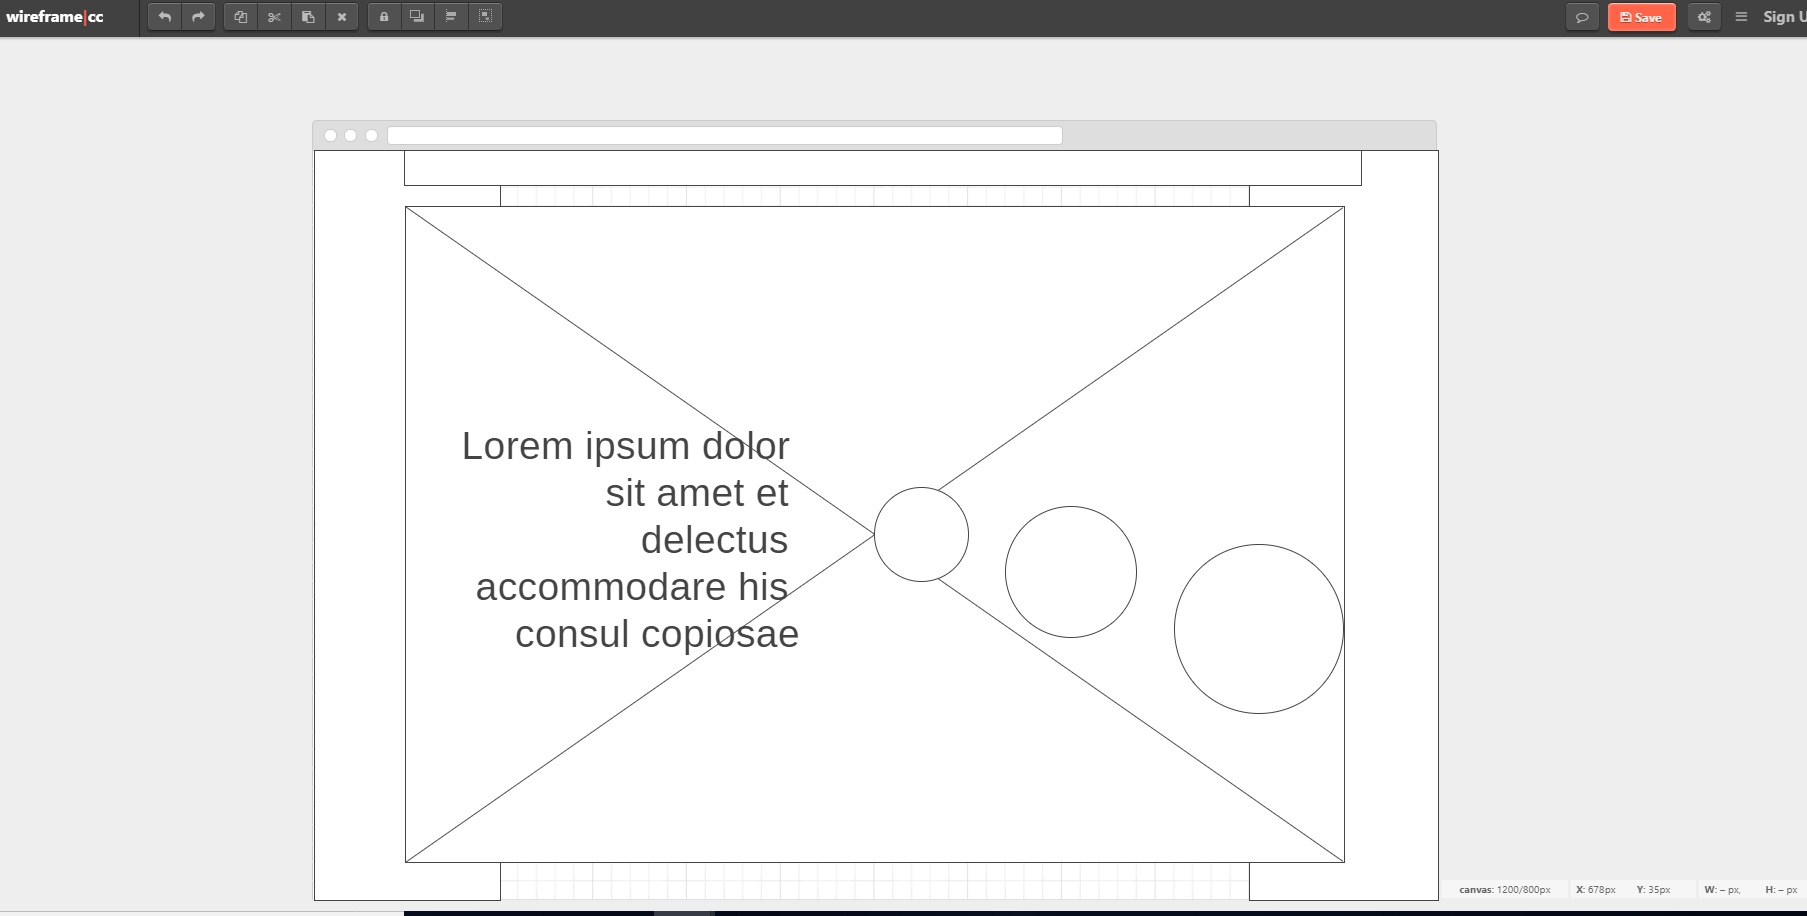 wireframe|cc
Save
Sign U
Lorem ipsum dolor
sit amet et
delectus
accommodare his
consul copiosae
canvas: 1200/800px X: 678px Y: 35px W: – px, H: – px